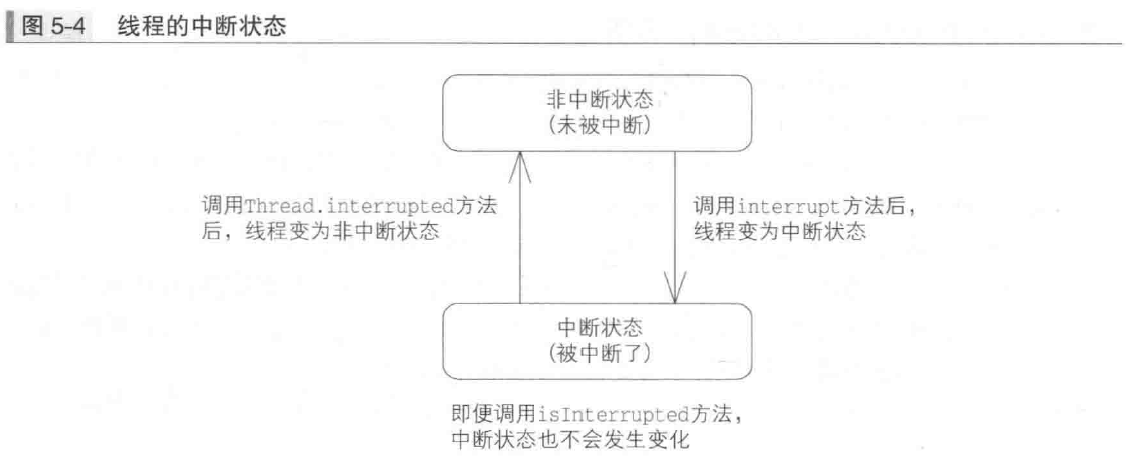 图 5-4 线程的中断状态
非中断状态
(未被中断)
调用Thread.interrupted方法
后，线程变为非中断状态
调用interrupt方法后，
线程变为中断状态
中断状态
(被中断了)
即便调用isInterrupted方法，
中断状态也不会发生变化